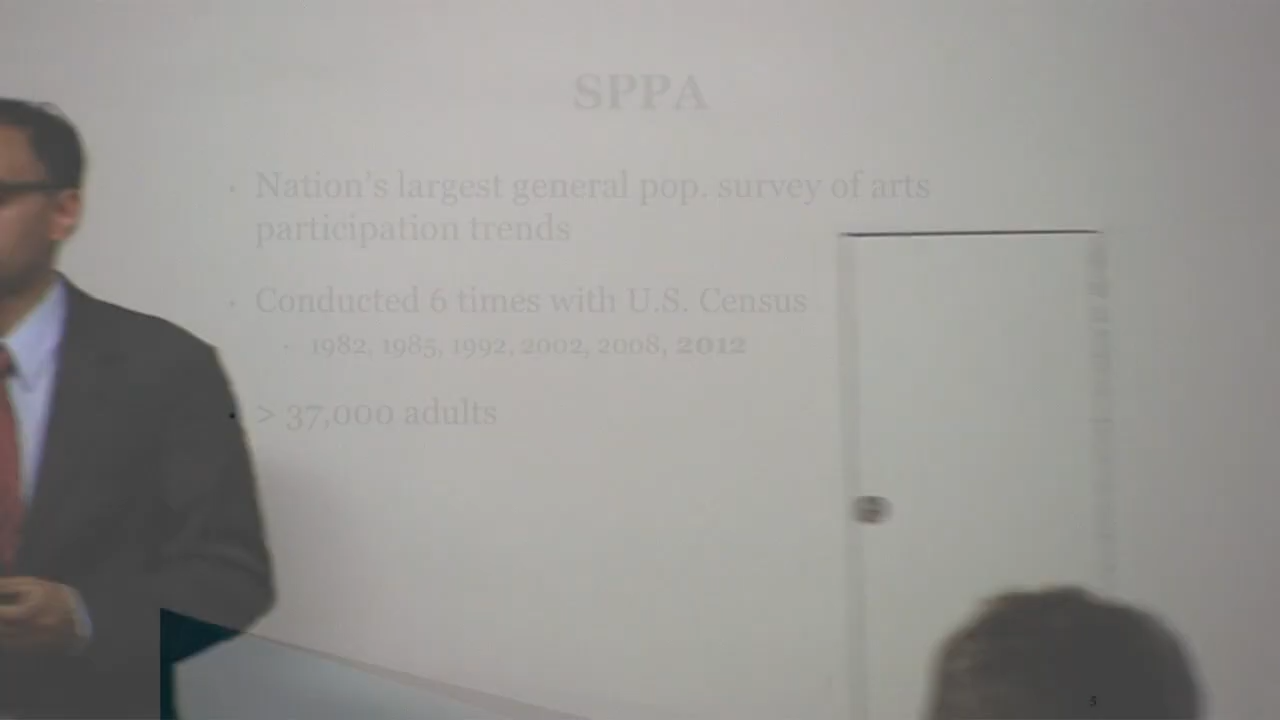 SPPA
• Nation's largest general pop. survey of arts
participation trends
• Conducted 6 times with U.S. Census
• 1982, 1985, 1992, 2002, 2008, 2012
• > 37,000 adults
5